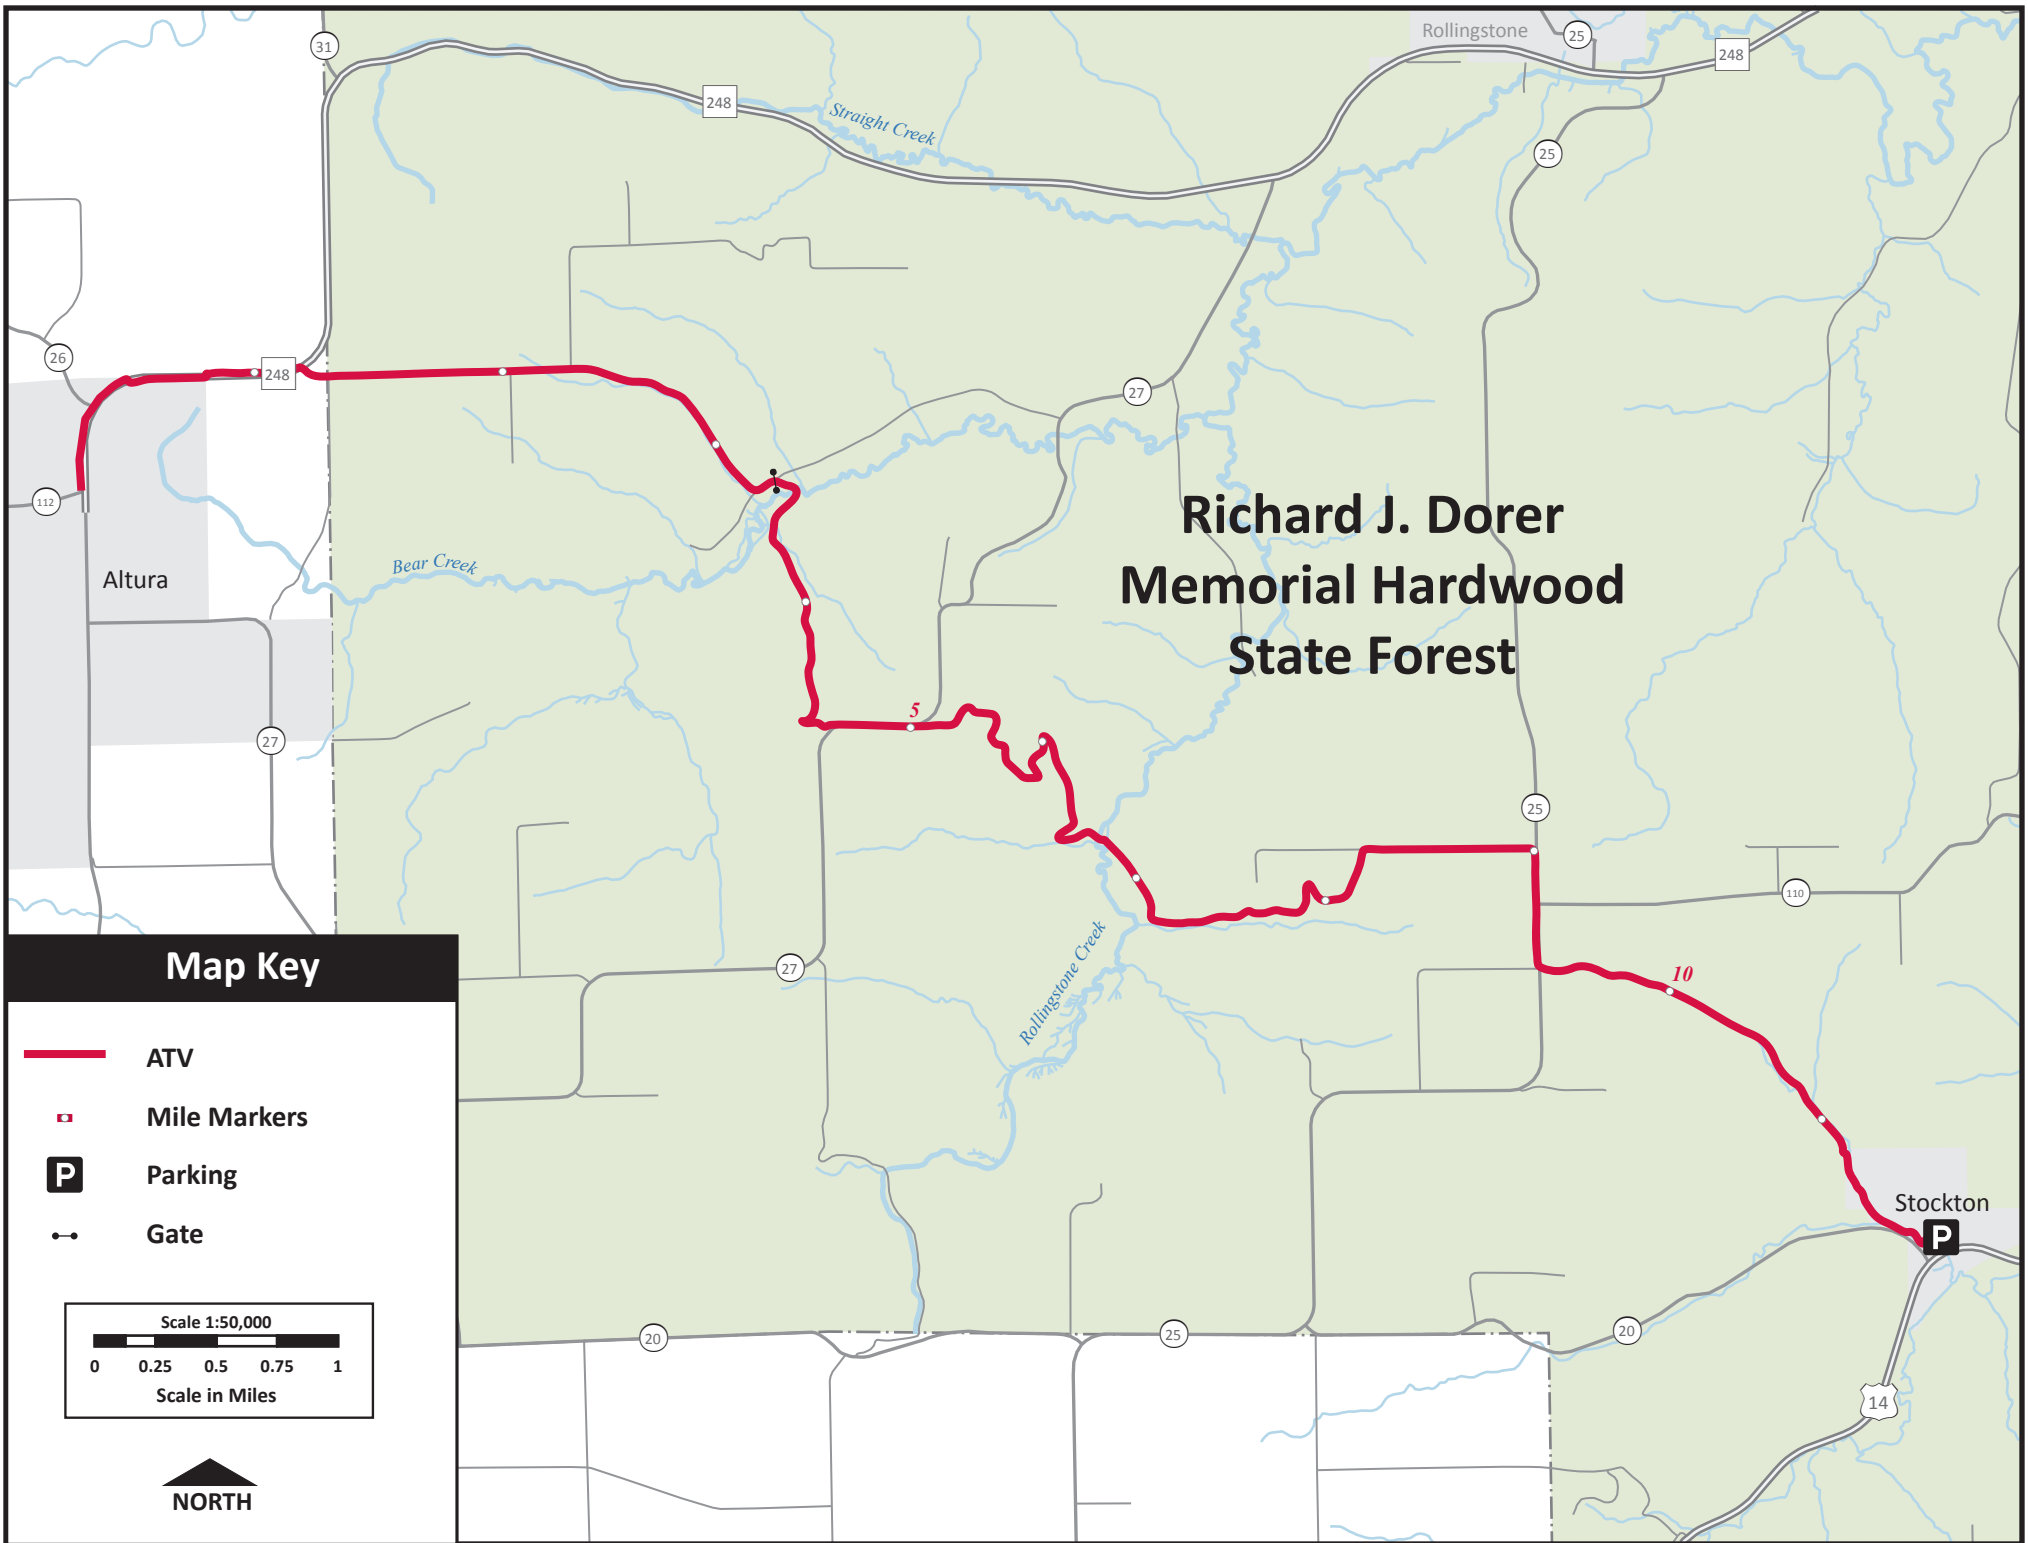 Rollingstone
25
31
248
248
Straight Creek
25
26
248
27
112
Richard J. Dorer
Memorial Hardwood
State Forest
Bear Creek
Altura
5
27
25
110
Rollingstone Creek
27
10
Stockton
P
20
25
20
14
Map Key
ATV
Mile Markers
P
Parking
Gate
Scale 1:50,000
0 0.25 0.5 0.75 1
Scale in Miles
NORTH